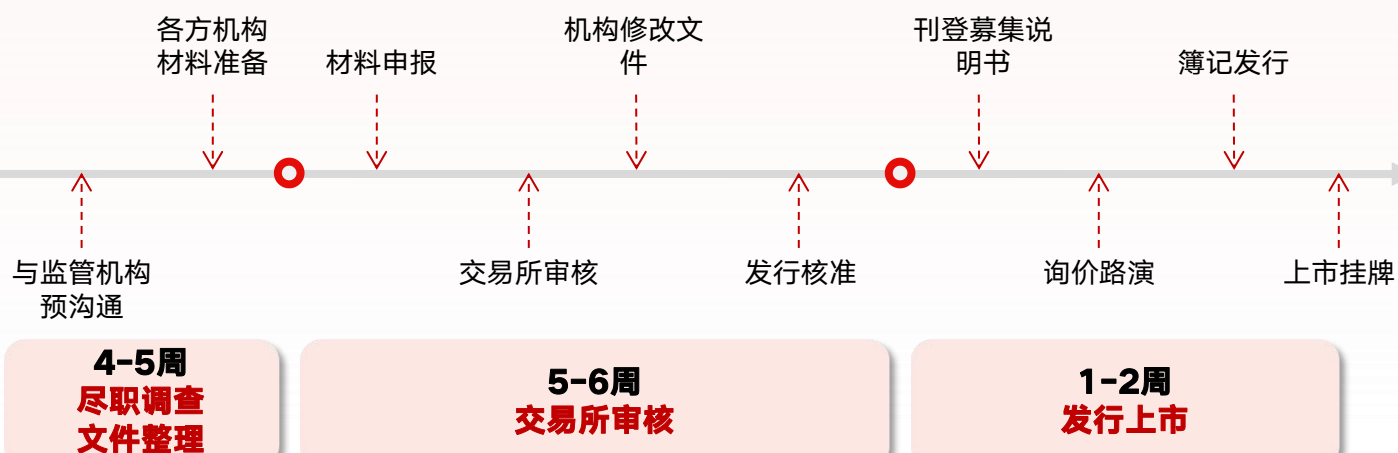 各方机构
材料准备
材料申报
机构修改文
件
刊登募集说
明书
簿记发行
与监管机构
预沟通
交易所审核
发行核准
询价路演
上市挂牌
4-5周
尽职调查
文件整理
5-6周
交易所审核
1-2周
发行上市